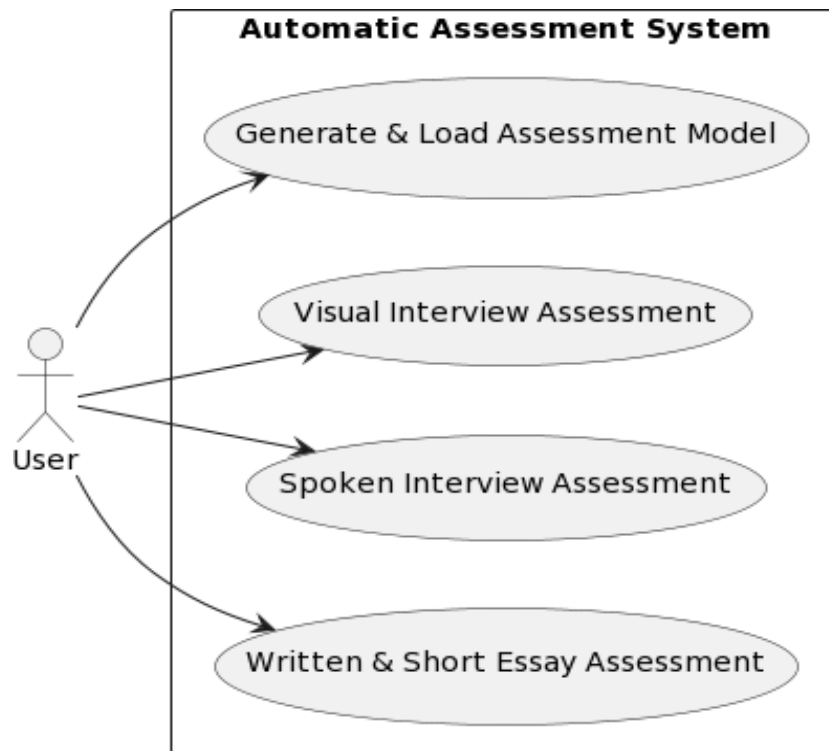 Automatic Assessment System
Generate & Load Assessment Model
Visual Interview Assessment
User
Spoken Interview Assessment
Written & Short Essay Assessment